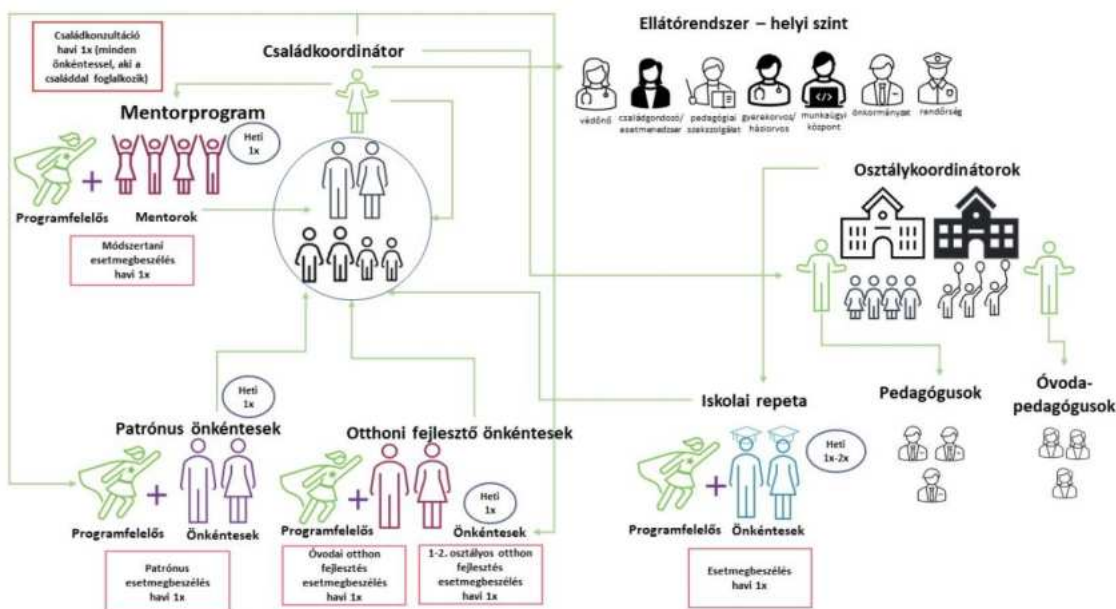 Családkonzultáció
havi 1x (minden
önkéntessel, aki a
családdal foglalkozik)
Családkoordinátor
Ellátórendszer – helyi szint
védőnő
családgondozó/
esetmenedzser
pedagógiai
szakszolgálat
gyerekorvos/
háziorvos
munkaügyi
központ
önkormányzat
rendőrség
Mentorprogram
Heti
1x
Programfelelős
Mentorok
Módszertani
esetmegbeszélés
havi 1x
Osztálykoordinátorok
Heti
1x
Patrónus önkéntesek
Programfelelős
Önkéntesek
Patrónus
esetmegbeszélés
havi 1x
Otthoni fejlesztő önkéntesek
Heti
1x
Programfelelős
Önkéntesek
Óvodai otthon
fejlesztés
esetmegbeszélés
havi 1x
1-2. osztályos otthon
fejlesztés
esetmegbeszélés
havi 1x
Iskolai repeta
Heti
1x-2x
Programfelelős
Önkéntesek
Esetmegbeszélés
havi 1x
Pedagógusok
Óvoda-
pedagógusok